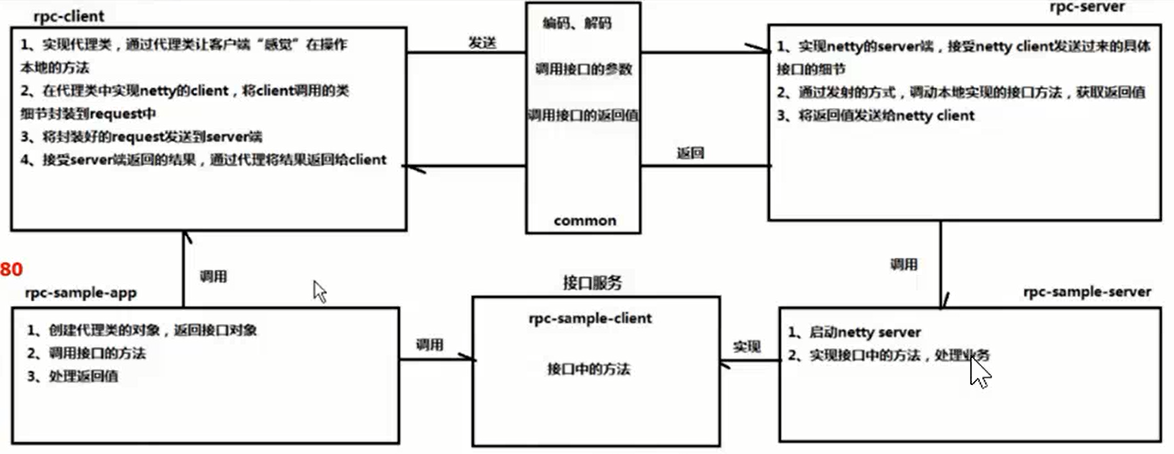 rpc-client
1、实现代理类，通过代理类让客户端“感觉”在操作
本地的方法
2、在代理类中实现netty的client，将client调用的类
细节封装到request中
3、将封装好的request发送到server端
4、接受server端返回的结果，通过代理将结果返回给client
发送
编码、解码
调用接口的参数
调用接口的返回值
common
返回
rpc-server
1、实现netty的server端，接受netty client发送过来的具体
接口的细节
2、通过发射的方式，调动本地实现的接口方法，获取返回值
3、将返回值发送给netty client
80
调用
rpc-sample-app
1、创建代理类的对象，返回接口对象
2、调用接口的方法
3、处理返回值
调用
接口服务
rpc-sample-client
接口中的方法
实现
调用
rpc-sample-server
1、启动netty server
2、实现接口中的方法，处理业务